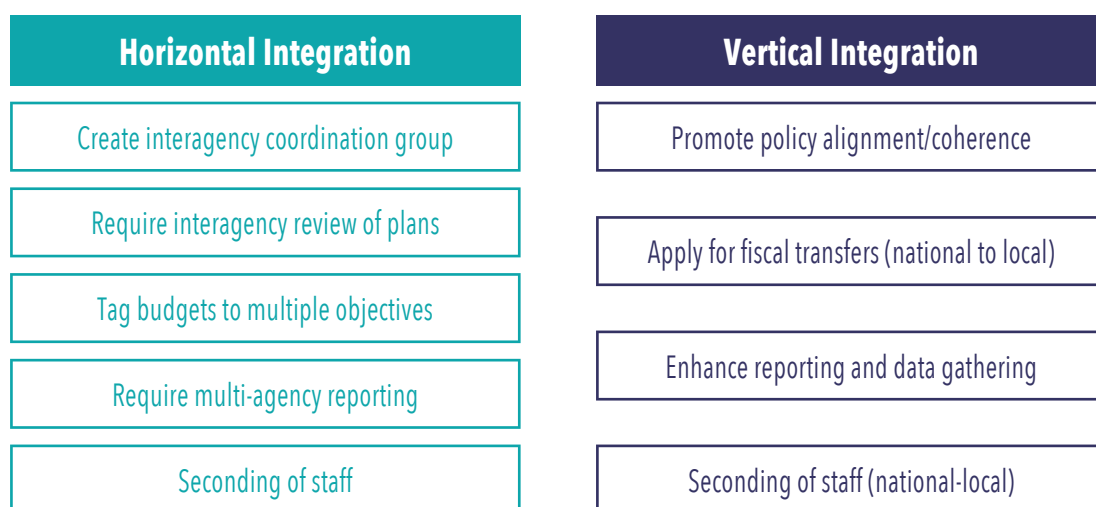 Horizontal Integration
Create interagency coordination group
Require interagency review of plans
Tag budgets to multiple objectives
Require multi-agency reporting
Seconding of staff
Vertical Integration
Promote policy alignment/coherence
Apply for fiscal transfers (national to local)
Enhance reporting and data gathering
Seconding of staff (national-local)